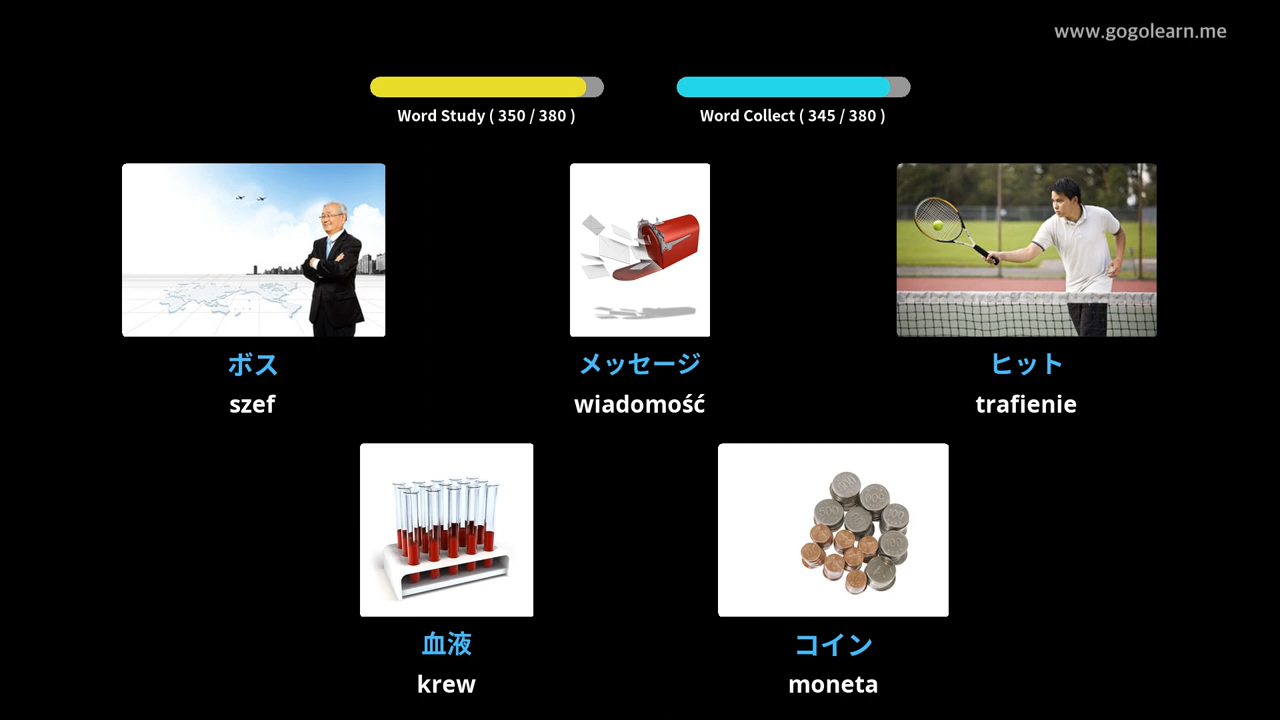 www.gogolearn.me
Word Study ( 350 / 380 )
Word Collect ( 345 / 380 )
ボス
szef
メッセージ
wiadomość
ヒット
trafienie
血液
krew
コイン
moneta